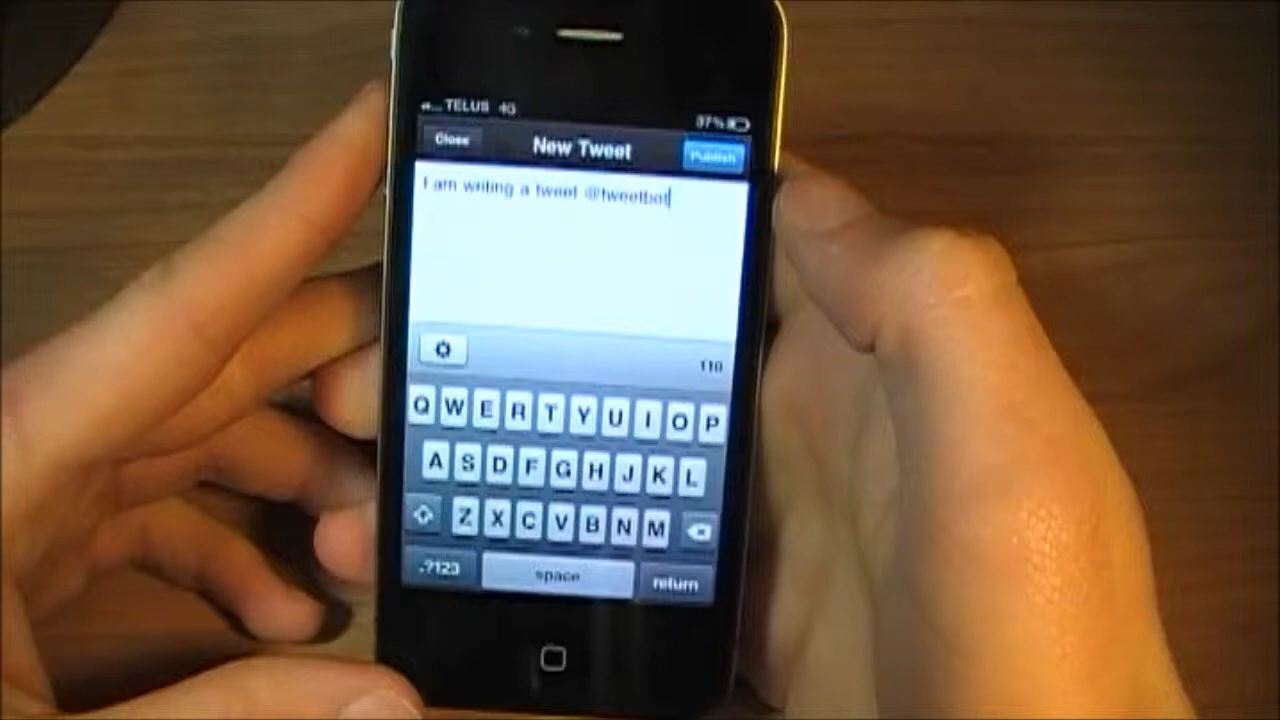 TELUS 4G 37%
Close New Tweet Publish
I am writing a tweet @tweetbot
110
Q W E R T Y U I O P
A S D F G H J K L
Z X C V B N M
.?123 space return